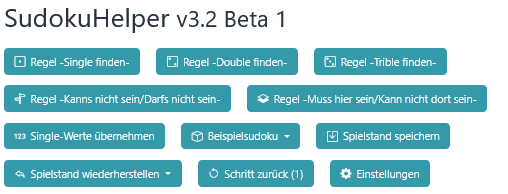 SudokuHelper v3.2 Beta 1
Regel -Single finden- Regel -Double finden- Regel -Trible finden-
Regel -Kanns nicht sein/Darfs nicht sein- Regel -Muss hier sein/Kann nicht dort sein-
123 Single-Werte übernehmen Beispielsudoku Spielstand speichern
Spielstand wiederherstellen Schritt zurück (1) Einstellungen